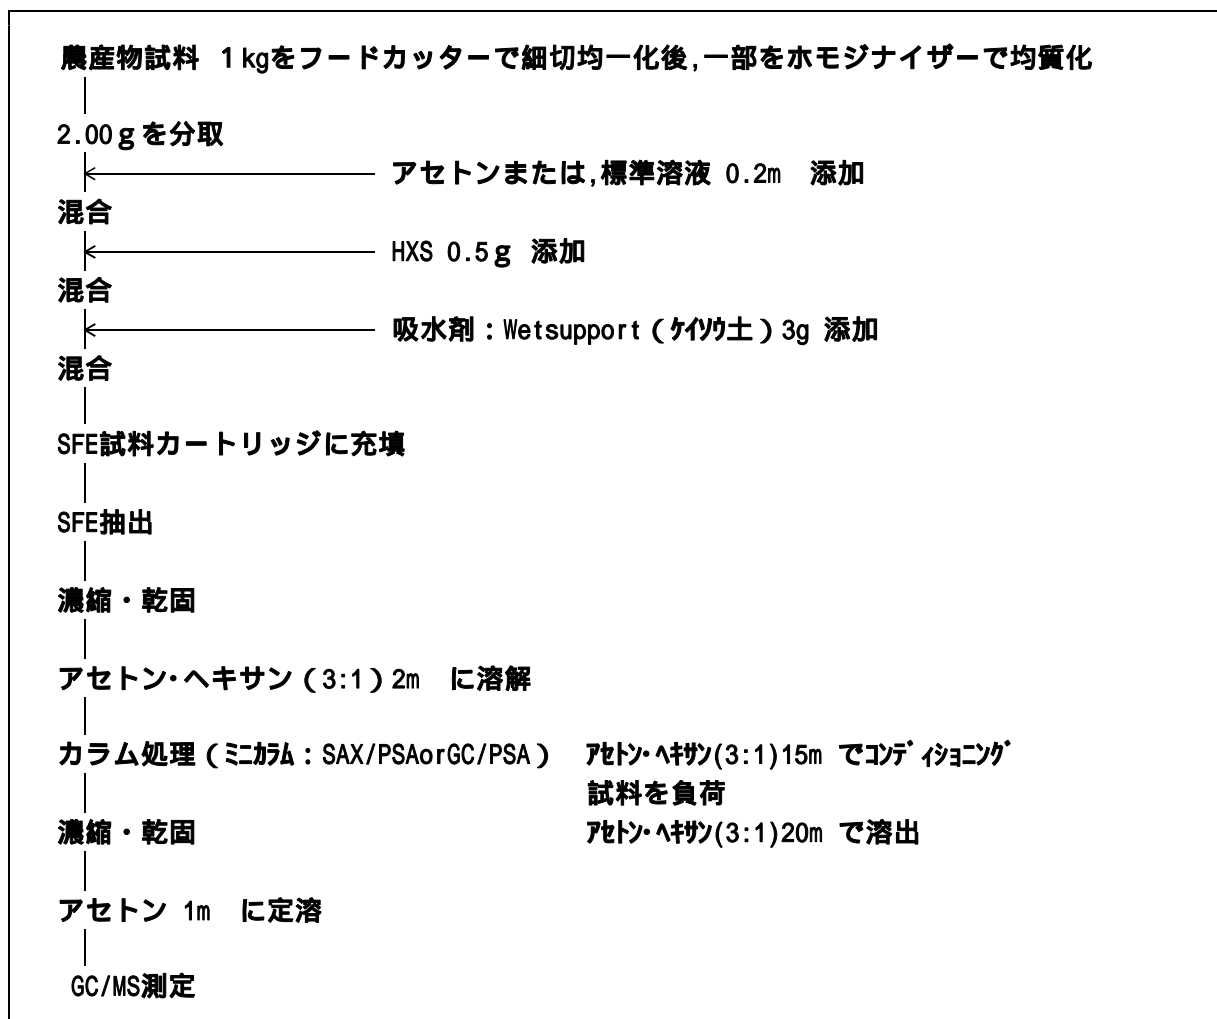 農産物試料 1kgをフードカッターで細切均一化後,一部をホモジナイザーで均質化
2.00gを分取
アセトンまたは,標準溶液 0.2m 添加
混合
HXS 0.5g 添加
混合
吸水剤:Wetsupport(ケイソウ土)3g 添加
混合
SFE試料カートリッジに充填
SFE抽出
濃縮・乾固
アセトン・ヘキサン(3:1)2m に溶解
カラム処理(ミニカラム:SAX/PSAorGC/PSA) アセトン・ヘキサン(3:1)15m でコンディショニング
試料を負荷
濃縮・乾固 アセトン・ヘキサン(3:1)20m で溶出
アセトン 1m に定溶
GC/MS測定